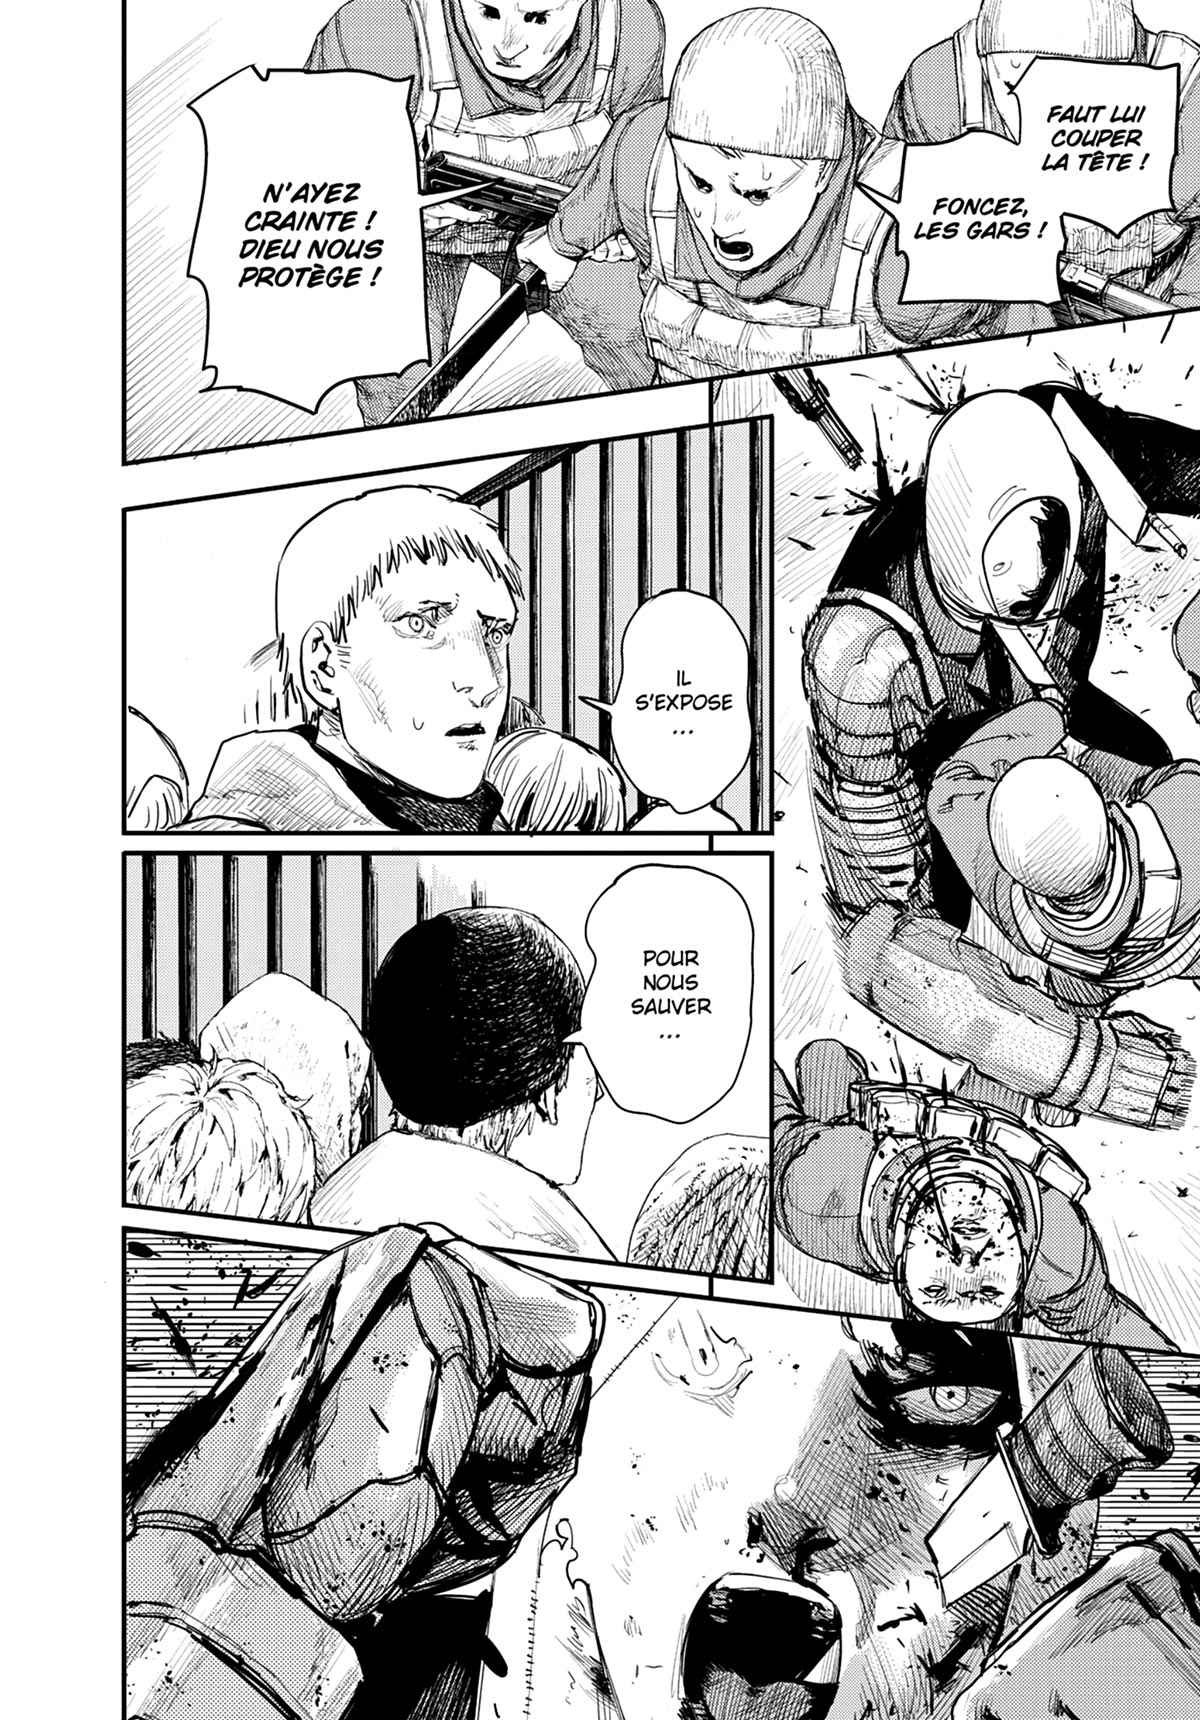 FAUT LUI
COUPER
LA TÊTE !
FONCEZ,
LES GARS !
N'AYEZ
CRAINTE !
DIEU NOUS
PROTÈGE !
IL
S'EXPOSE
...
POUR
NOUS
SAUVER
...